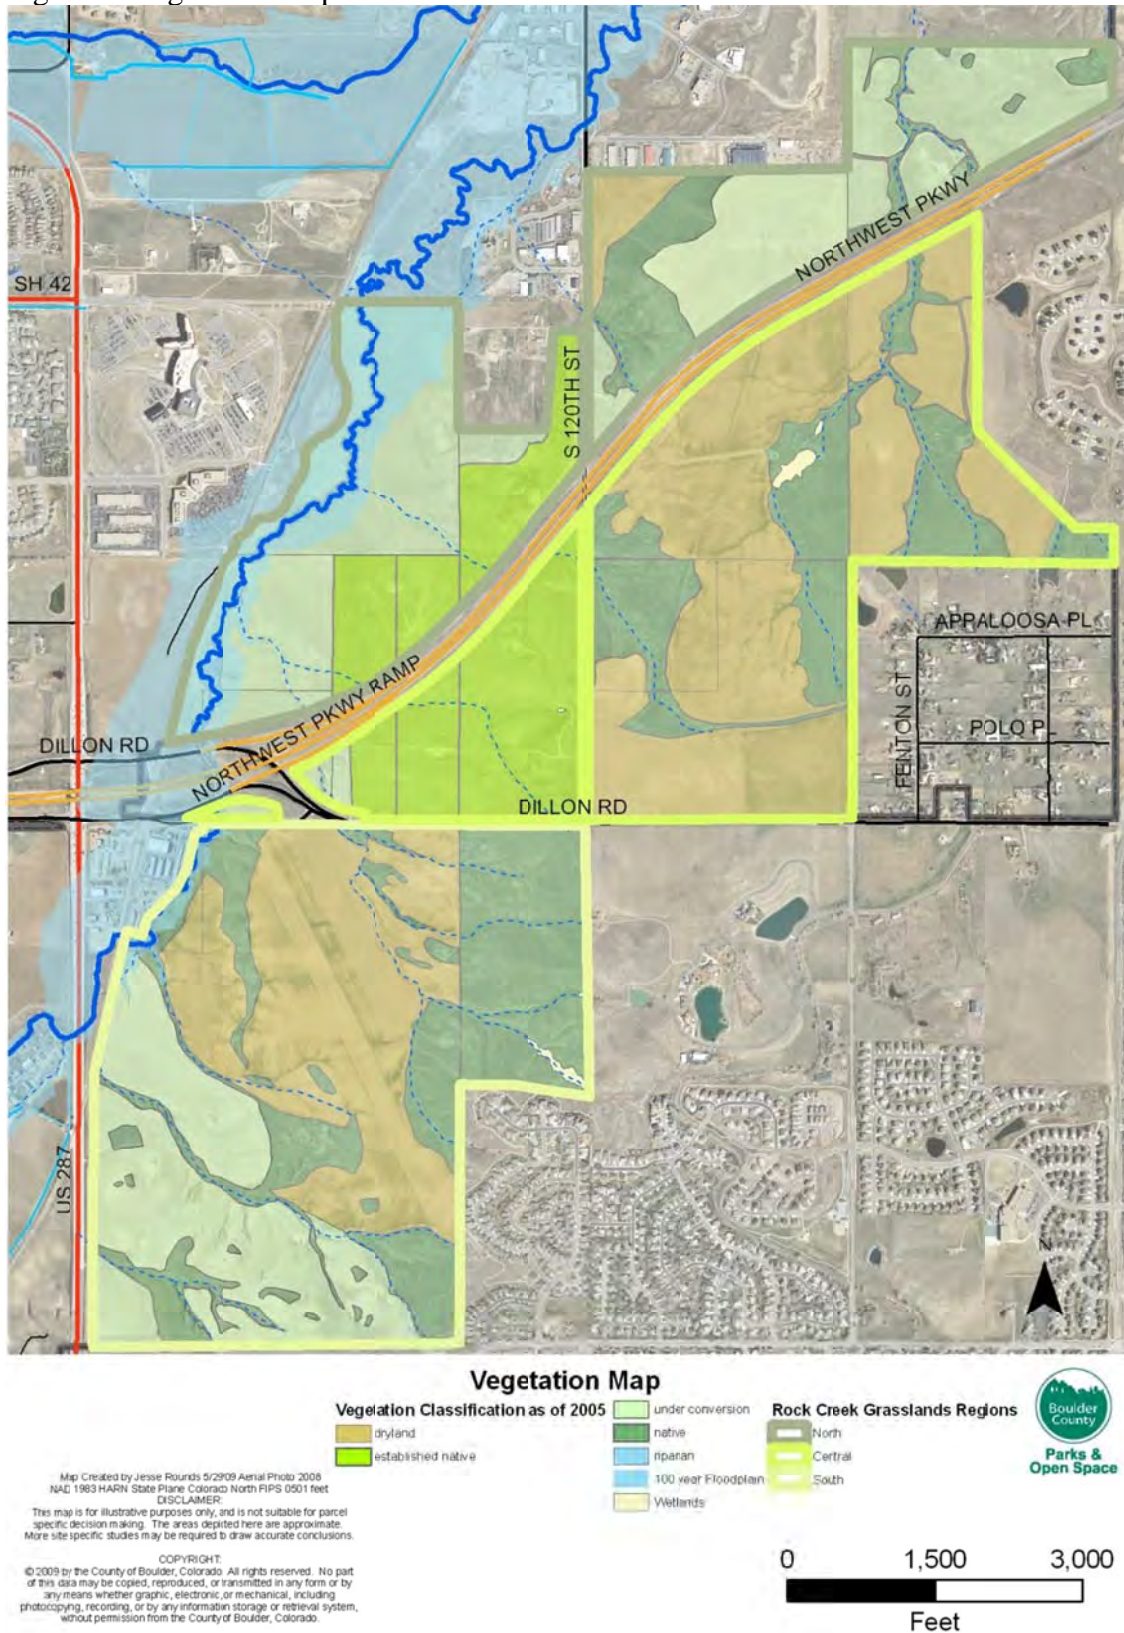 SH 42
NORTHWEST PKWY
S 120TH ST
APPALOOSA PL
NORTHWEST PKWY RAMP
FENTON ST
POLO PL
DILLON RD
DILLON RD
US 287
N
Vegetation Map
Vegetation Classification as of 2005
dryland
established native
under conversion
native
riparian
100 year Floodplain
Wetlands
Rock Creek Grasslands Regions
North
Central
South
Boulder
County
Parks &
Open Space
Map Created by Jesse Rounds 5/29/09 Aerial Photo 2008
NAD 1983 HARN State Plane Colorado North FIPS 0501 feet
DISCLAIMER:
This map is for illustrative purposes only, and is not suitable for parcel
specific decision making. The areas depicted here are approximate.
More site specific studies may be required to draw accurate conclusions.
COPYRIGHT:
© 2009 by the County of Boulder, Colorado. All rights reserved. No part
of this data may be copied, reproduced, or transmitted in any form or by
any means whether graphic, electronic, or mechanical, including
photocopying, recording, or by any information storage or retrieval system,
without permission from the County of Boulder, Colorado.
0 1,500 3,000
Feet